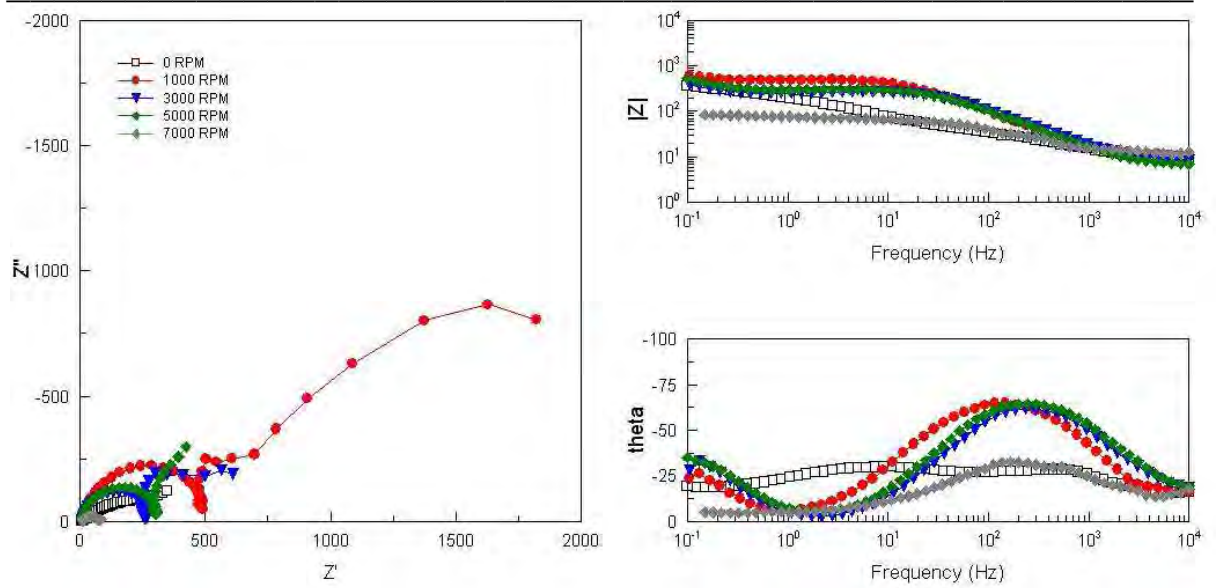 -2000
-1500
-1000
-500
0
0
500
1000
1500
2000
Z'
Z''
0 RPM
1000 RPM
3000 RPM
5000 RPM
7000 RPM
10⁴
10³
10²
10¹
10⁰
|Z|
10⁻¹
10⁰
10¹
10²
10³
10⁴
Frequency (Hz)
-100
-75
-50
-25
0
theta
10⁻¹
10⁰
10¹
10²
10³
10⁴
Frequency (Hz)